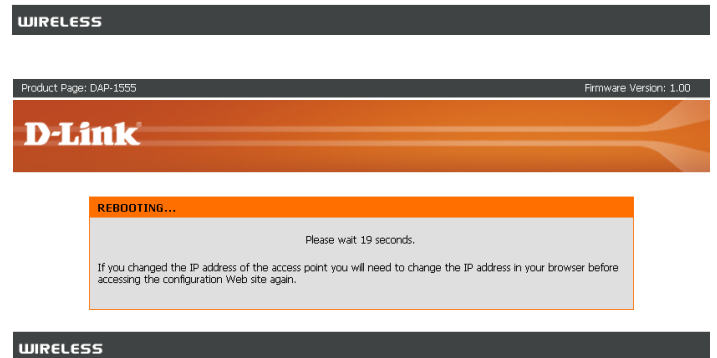 WIRELESS
Product Page: DAP-1555 Firmware Version: 1.00
D-Link
REBOOTING...
Please wait 19 seconds.
If you changed the IP address of the access point you will need to change the IP address in your browser before
accessing the configuration Web site again.
WIRELESS